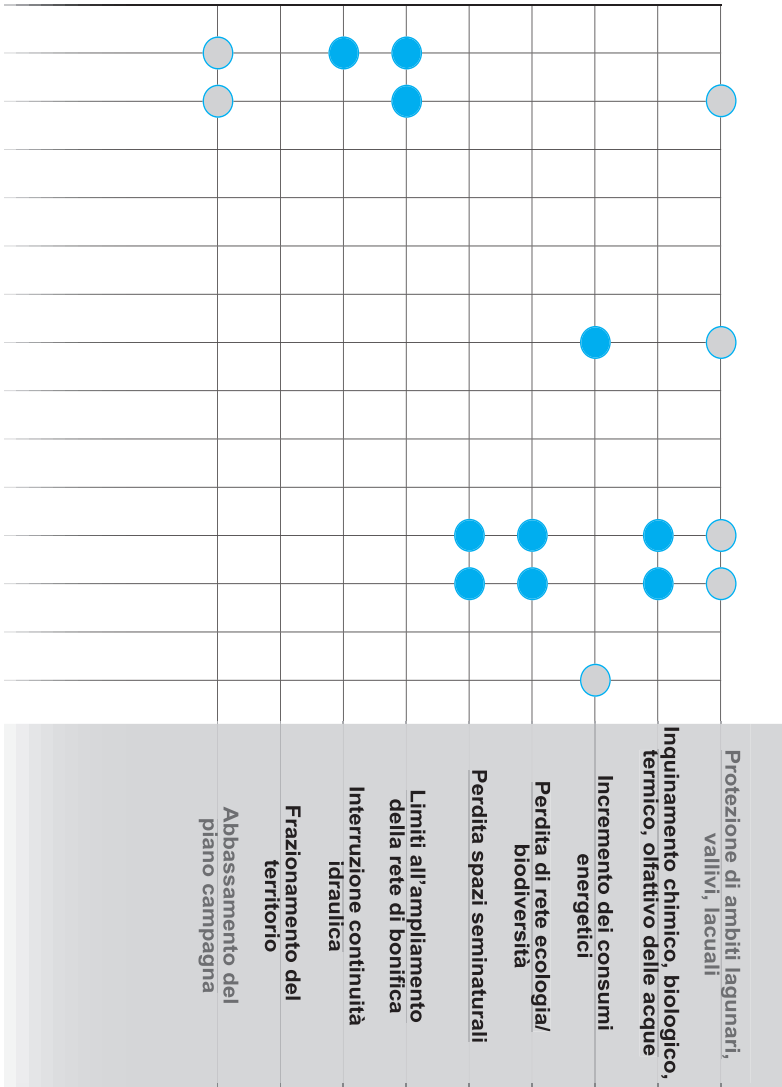 Protezione di ambiti lagunari,
vallivi, lacuali
Inquinamento chimico, biologico,
termico, olfattivo delle acque
Incremento dei consumi
energetici
Perdita di rete ecologia/
biodiversità
Perdita spazi seminaturali
Limiti all'ampliamento
della rete di bonifica
Interruzione continuità
idraulica
Frazionamento del
territorio
Abbassamento del
piano campagna